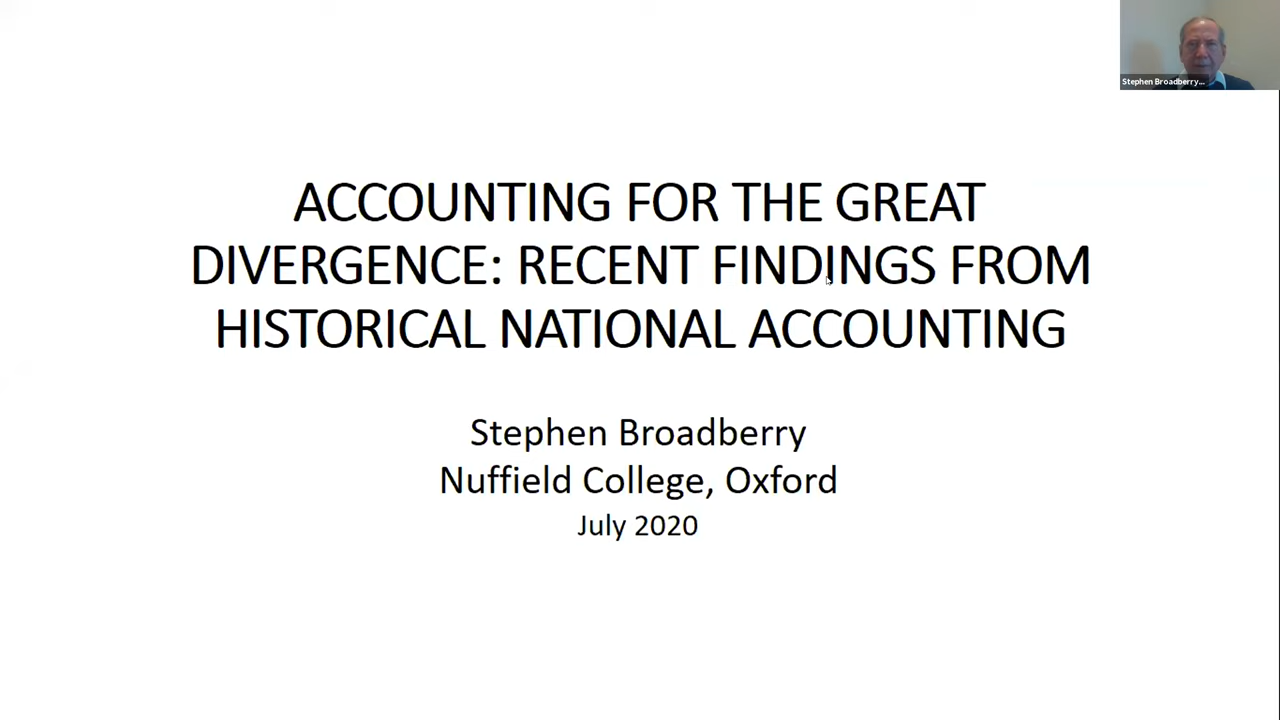 Stephen Broadberry...
ACCOUNTING FOR THE GREAT
DIVERGENCE: RECENT FINDINGS FROM
HISTORICAL NATIONAL ACCOUNTING
Stephen Broadberry
Nuffield College, Oxford
July 2020